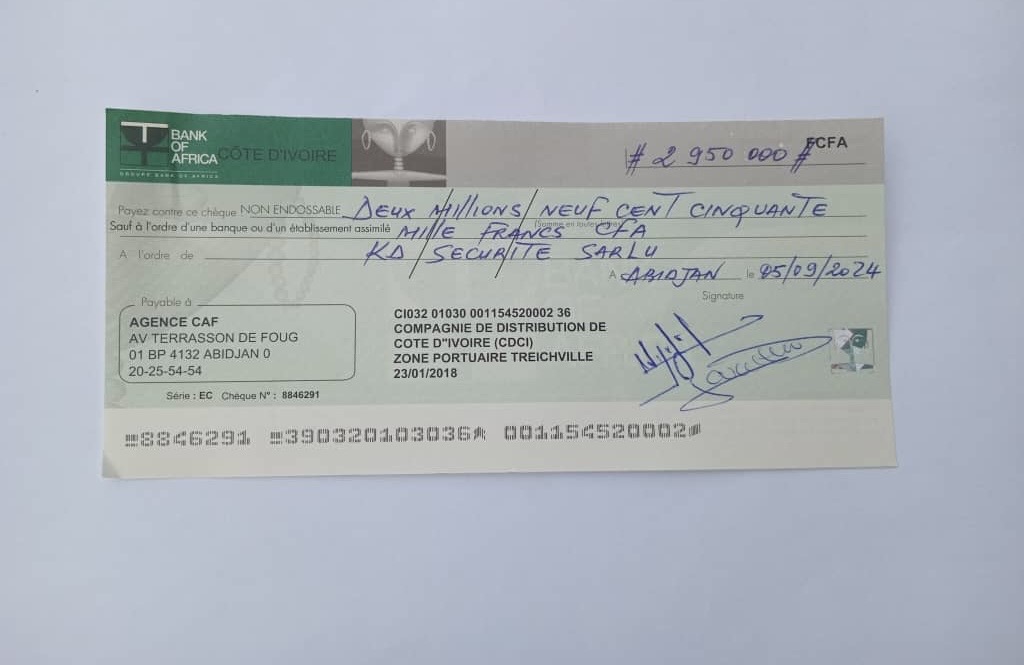 BANK
OF
AFRICA CÔTE D'IVOIRE
GROUPE BANK OF AFRICA
# 2 950 000 # FCFA
Payez contre ce chèque NON ENDOSSABLE DEUX MILLIONS NEUF CENT CINQUANTE
Sauf à l'ordre d'une banque ou d'un établissement assimilé MILLE FRANCS CFA
A l'ordre de KD SECURITE SARLU
A ABIDJAN le 05/09/2024
Signature
Payable à
AGENCE CAF
AV TERRASSON DE FOUG
01 BP 4132 ABIDJAN 0
20-25-54-54
CI032 01030 001154520002 36
COMPAGNIE DE DISTRIBUTION DE
COTE D"IVOIRE (CDCI)
ZONE PORTUAIRE TREICHVILLE
23/01/2018
Série : EC Chèque N° : 8846291
8846291 390320103036 001154520002